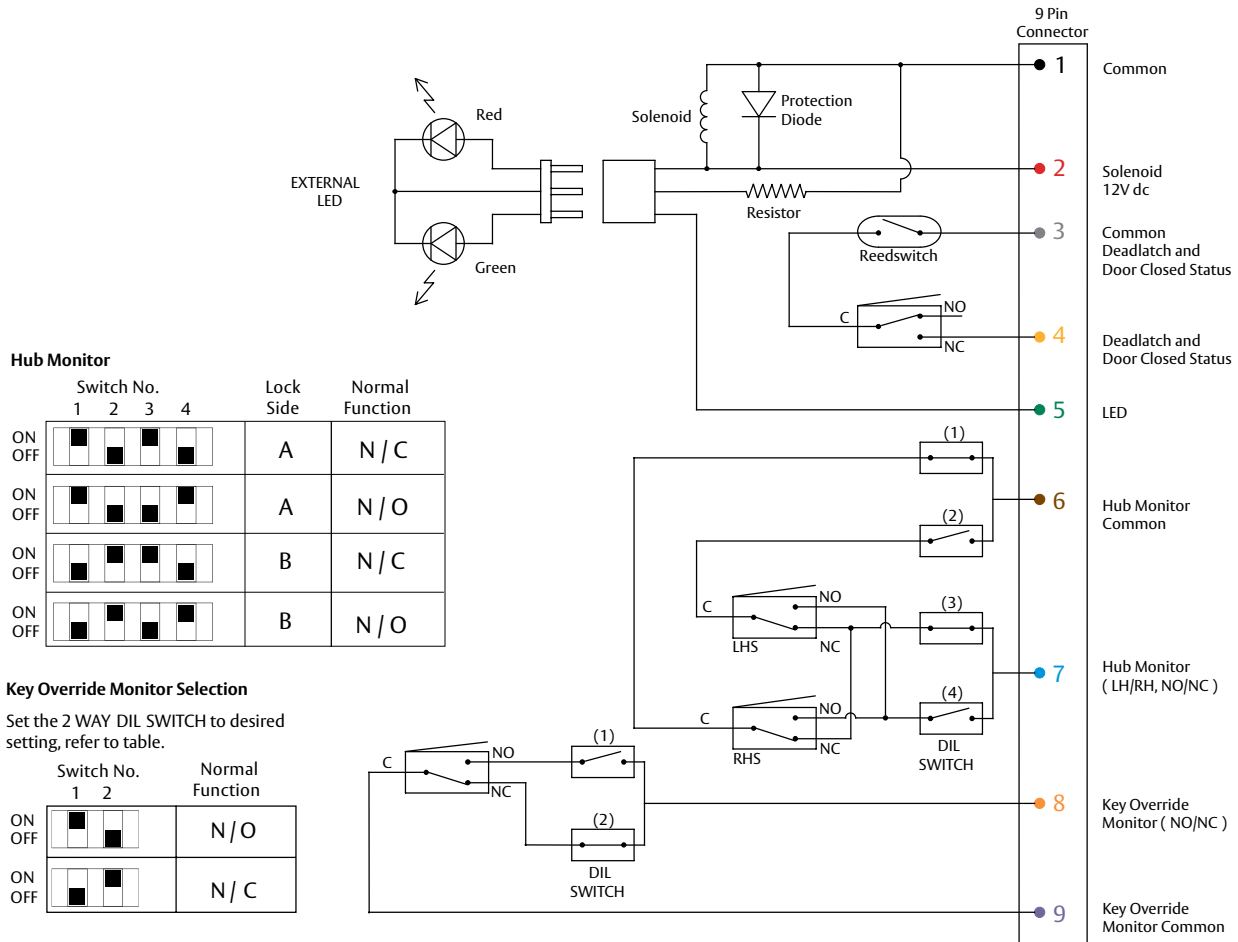 9 Pin
Connector
1
Common
Red
Solenoid
Protection
Diode
EXTERNAL
LED
2
Solenoid
12V dc
Resistor
3
Common
Deadlatch and
Door Closed Status
Reedswitch
Green
C
NO
NC
4
Deadlatch and
Door Closed Status
5
LED
Hub Monitor
Switch No.
1 2 3 4
Lock
Side
Normal
Function
ON
OFF
A
N / C
ON
OFF
A
N / O
ON
OFF
B
N / C
ON
OFF
B
N / O
(1)
6
Hub Monitor
Common
(2)
C
NO
NC
LHS
(3)
7
Hub Monitor
( LH/RH, NO/NC )
C
NO
NC
RHS
(4)
DIL
SWITCH
Key Override Monitor Selection
Set the 2 WAY DIL SWITCH to desired
setting, refer to table.
Switch No.
1 2
Normal
Function
ON
OFF
N / O
ON
OFF
N / C
C
NO
NC
(1)
(2)
DIL
SWITCH
8
Key Override
Monitor ( NO/NC )
9
Key Override
Monitor Common